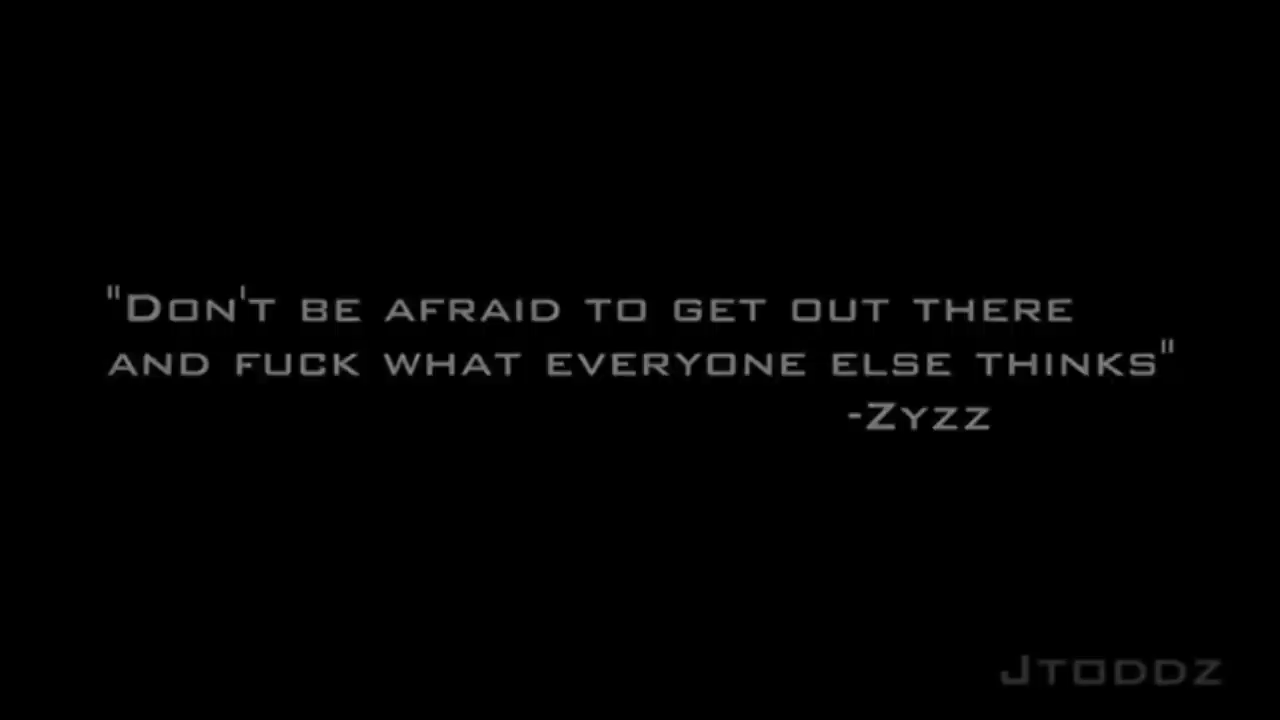 "Don't be afraid to get out there
and fuck what everyone else thinks"
-Zyzz
Jtoddz